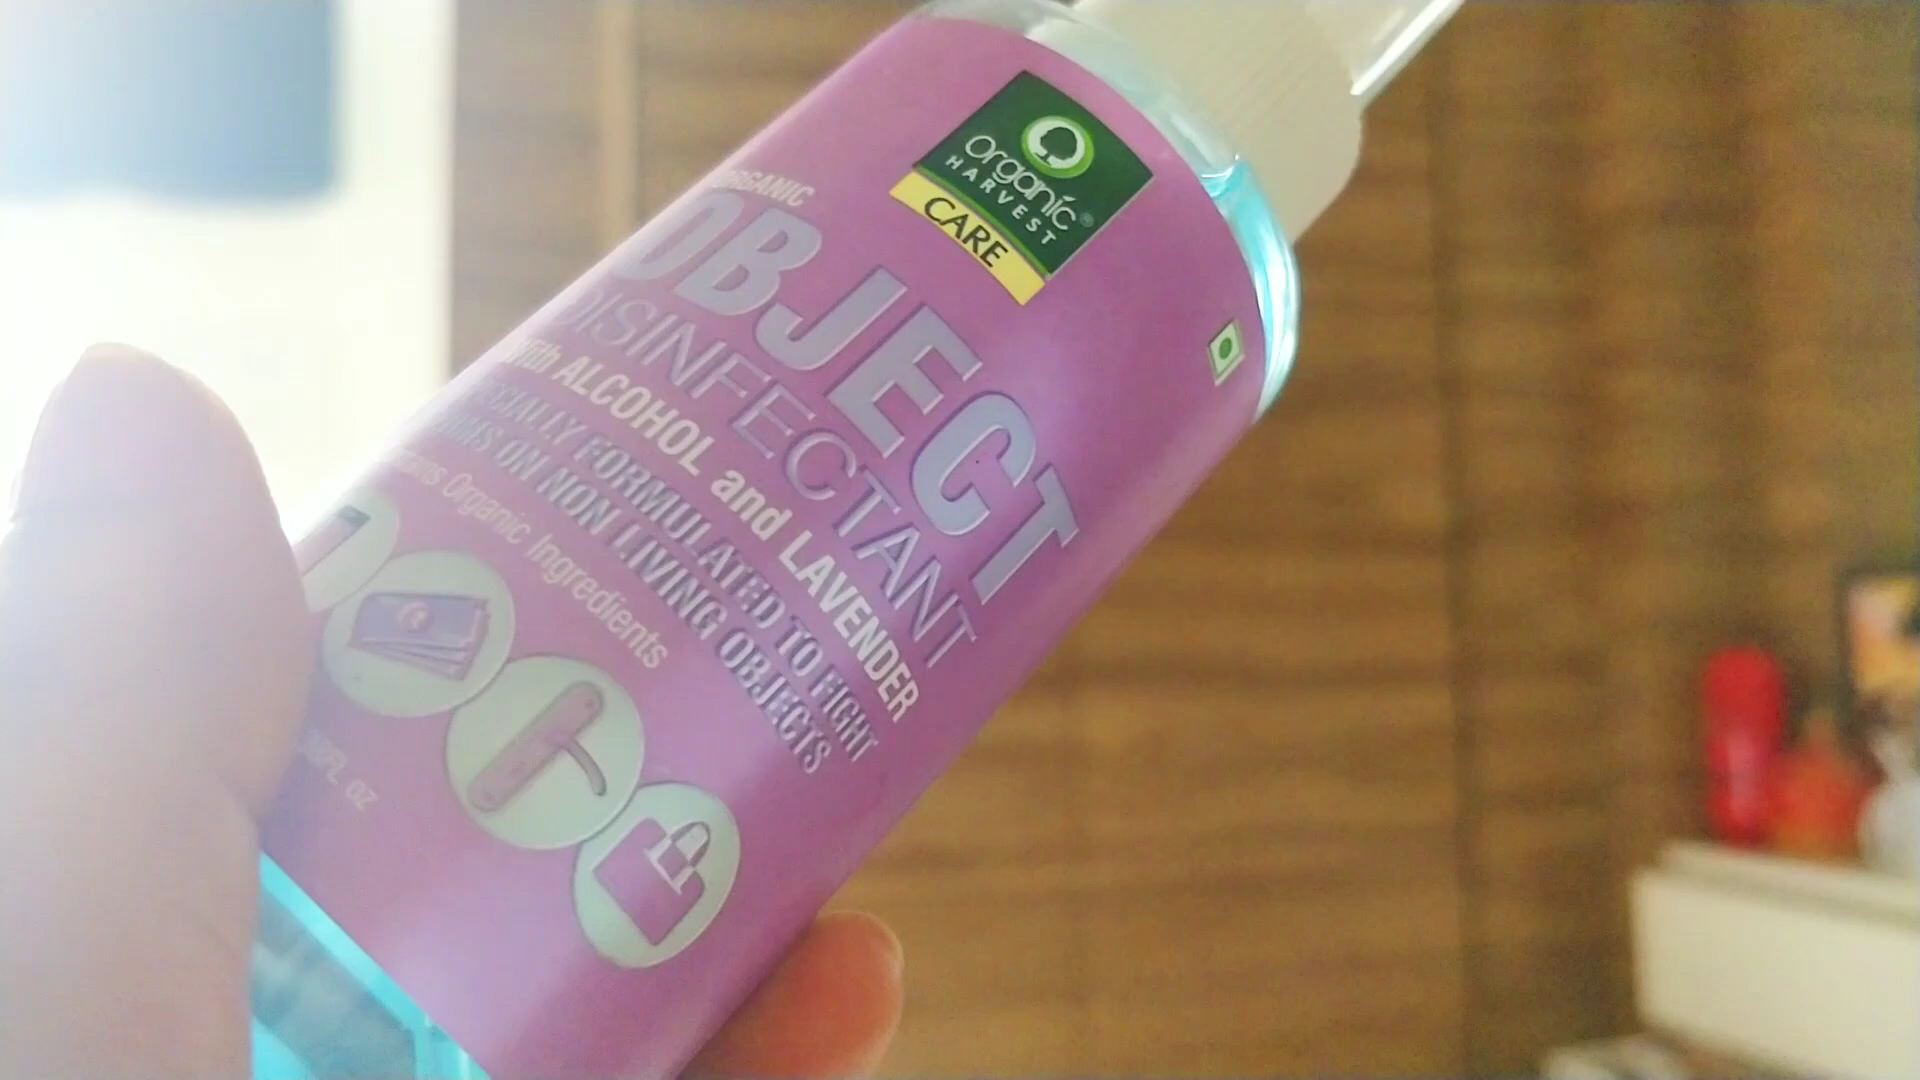 organic
HARVEST
CARE
ORGANIC
OBJECT
DISINFECTANT
with ALCOHOL and LAVENDER
FORMULATED TO FIGHT
ON NON LIVING OBJECTS
Organic Ingredients
FL OZ